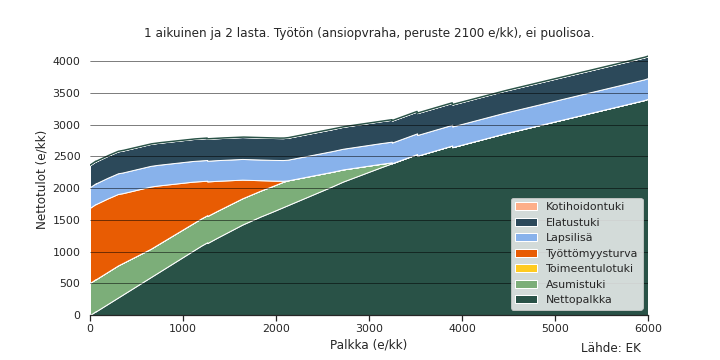 1 aikuinen ja 2 lasta. Työtön (ansiopvraha, peruste 2100 e/kk), ei puolisoa.
Nettotulot (e/kk)
4000
3500
3000
2500
2000
1500
1000
500
0
Kotihoidontuki
Elatustuki
Lapsilisä
Työttömyysturva
Toimeentulotuki
Asumistuki
Nettopalkka
0 1000 2000 3000 4000 5000 6000
Palkka (e/kk)
Lähde: EK